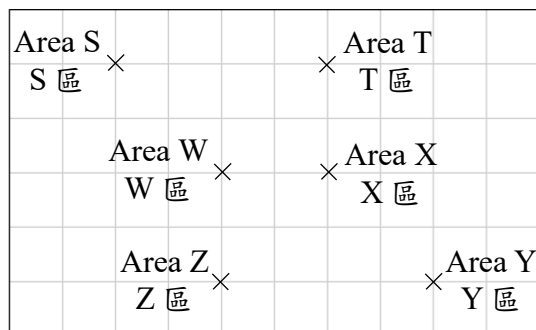 Area S
S 區
Area T
T 區
Area W
W 區
Area X
X 區
Area Z
Z 區
Area Y
Y 區